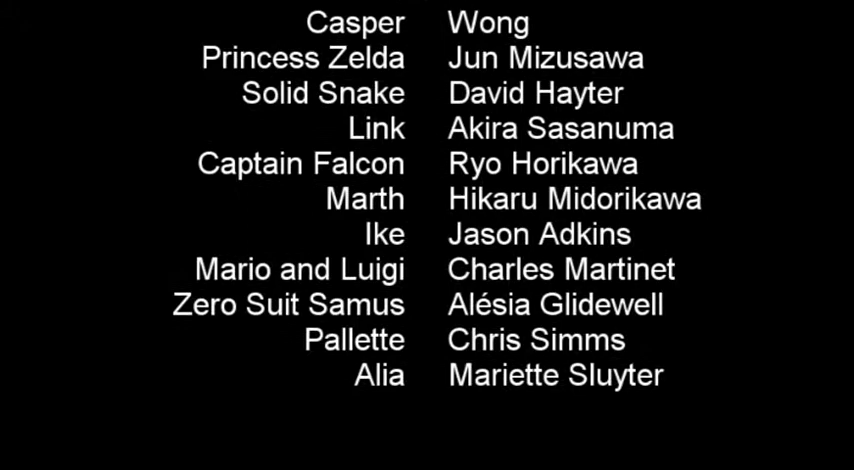 Casper Wong
Princess Zelda Jun Mizusawa
Solid Snake David Hayter
Link Akira Sasanuma
Captain Falcon Ryo Horikawa
Marth Hikaru Midorikawa
Ike Jason Adkins
Mario and Luigi Charles Martinet
Zero Suit Samus Alésia Glidewell
Pallette Chris Simms
Alia Mariette Sluyter